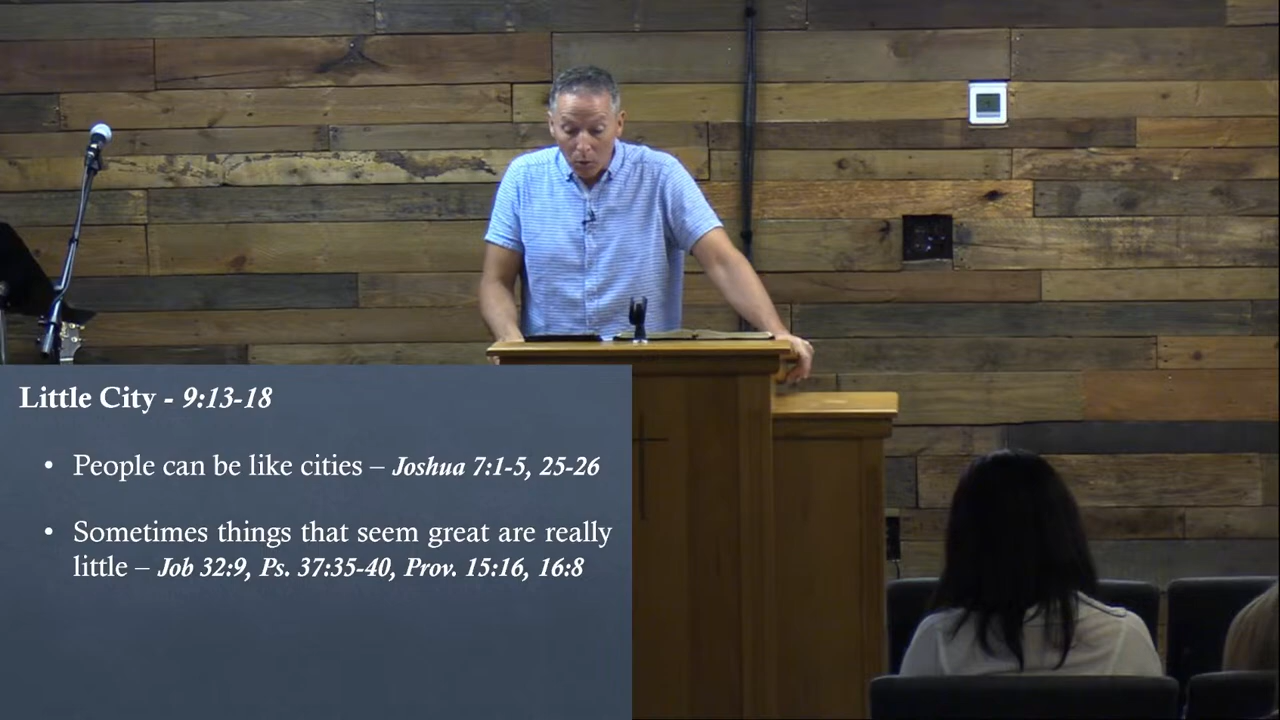 Little City - 9:13-18
• People can be like cities – Joshua 7:1-5, 25-26
• Sometimes things that seem great are really
little – Job 32:9, Ps. 37:35-40, Prov. 15:16, 16:8